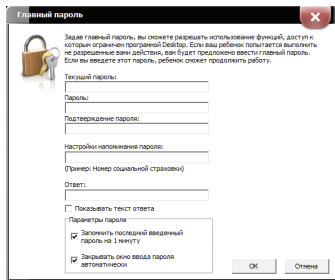 Главный пароль
Задав главный пароль, вы сможете разрешать использование функций, доступ к
которым ограничен программой Desktop. Если ваш ребенок попытается выполнить
не разрешенные вами действия, вам будет предложено ввести главный пароль.
Если вы введете этот пароль, ребенок сможет продолжить работу.
Текущий пароль:
Пароль:
Подтверждение пароля:
Настройки напоминания пароля:
(Пример: Номер социальной страховки)
Ответ:
Показывать текст ответа
Параметры пароля
Запомнить последний введенный
пароль на 1 минуту
Закрывать окно ввода пароля
автоматически
OK
Отмена